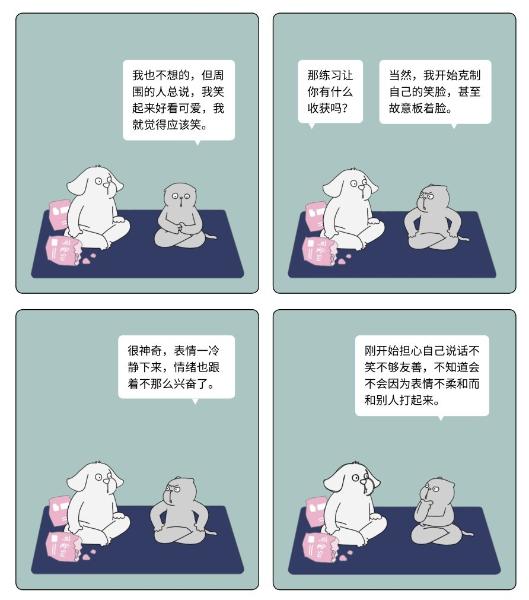 我也不想的，但周
围的人总说，我笑
起来好看可爱，我
就觉得应该笑。
那练习让
你有什么
收获吗？
当然，我开始克制
自己的笑脸，甚至
故意板着脸。
很神奇，表情一冷
静下来，情绪也跟
着不那么兴奋了。
刚开始担心自己说话不
笑不够友善，不知道会
不会因为表情不柔和而
和别人打起来。